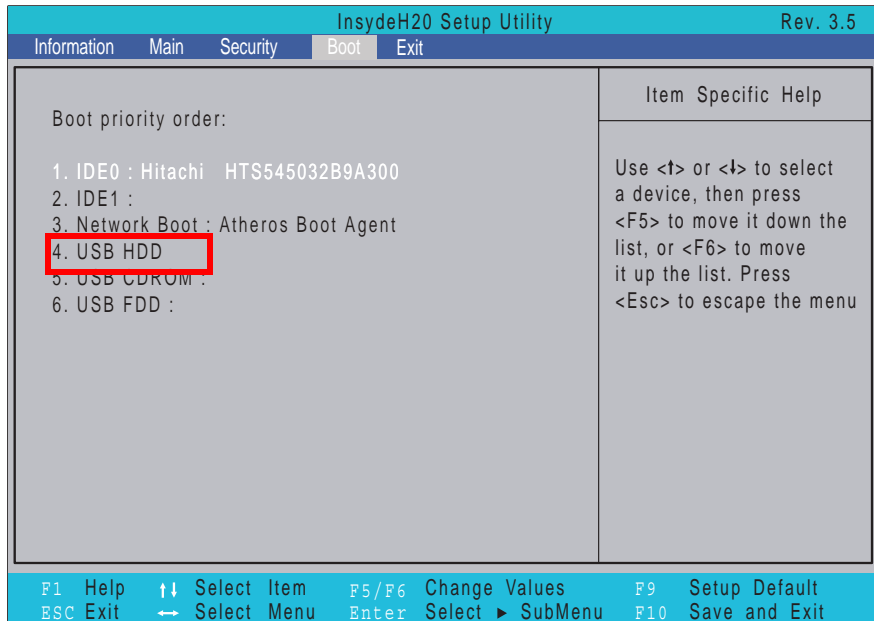 InsydeH20 Setup Utility Rev. 3.5
Information Main Security Boot Exit
Boot priority order:
1. IDE0 : Hitachi HTS545032B9A300
2. IDE1 :
3. Network Boot : Atheros Boot Agent
4. USB HDD
5. USB CDROM :
6. USB FDD :
Item Specific Help
Use <↑> or <↓> to select
a device, then press
<F5> to move it down the
list, or <F6> to move
it up the list. Press
<Esc> to escape the menu
F1 Help ↑↓ Select Item F5/F6 Change Values F9 Setup Default
ESC Exit ↔ Select Menu Enter Select ► SubMenu F10 Save and Exit